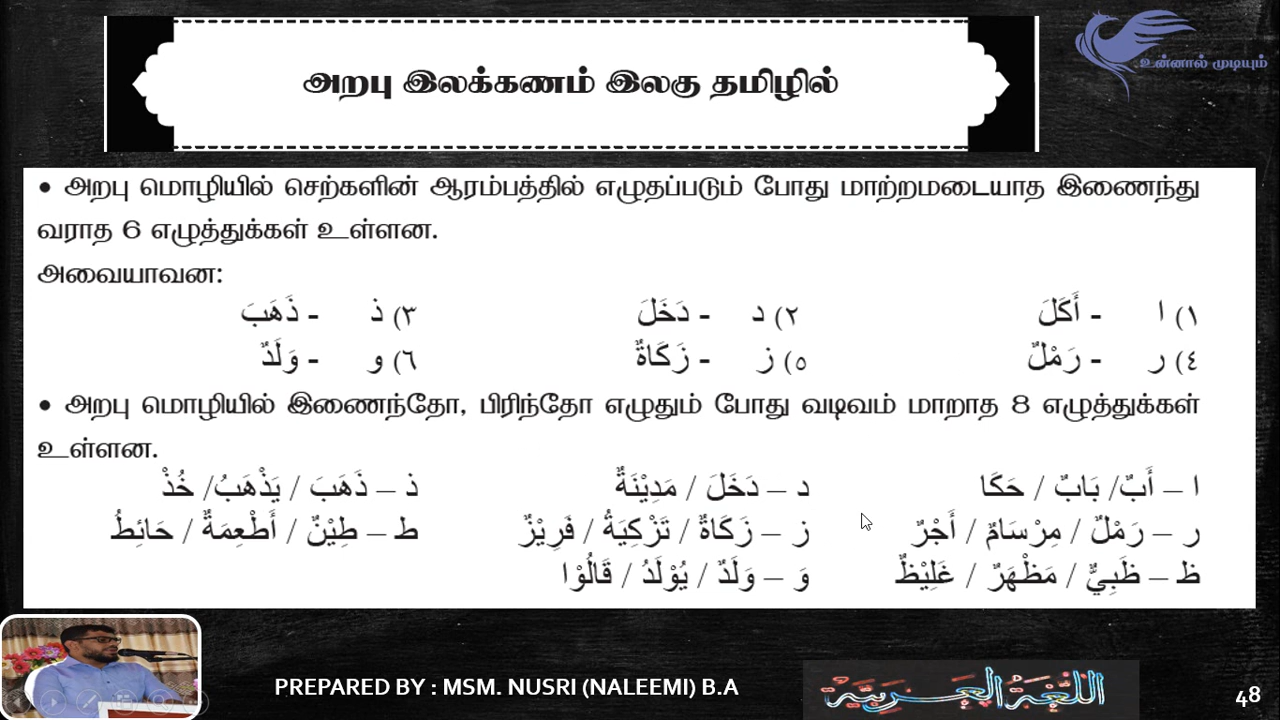 அறபு இலக்கணம் இலகு தமிழில்
உன்னால் முடியும்
• அறபு மொழியில் சொற்களின் ஆரம்பத்தில் எழுதப்படும் போது மாற்றமடையாத இணைந்து
வராத 6 எழுத்துக்கள் உள்ளன.
அவையாவன:
١) ا - أَكَلَ ٢) د - دَخَلَ ٣) ذ - ذَهَبَ
٤) ر - رَمْلٌ ٥) ز - زَكَاةٌ ٦) و - وَلَدٌ
• அறபு மொழியில் இணைந்தோ, பிரிந்தோ எழுதும் போது வடிவம் மாறாத 8 எழுத்துக்கள்
உள்ளன.
ا – أَبٌ/ بَابٌ / حَكَا د – دَخَلَ / مَدِيْنَةٌ ذ – ذَهَبَ / يَذْهَبُ/ خُذْ
ر – رَمْلٌ / مِرْسَامٌ / أَجْرٌ ز – زَكَاةٌ / تَزْكِيَةُ / فَرِيْزٌ ط – طِيْنٌ / أَطْعِمَةٌ / حَائِطُ
ظ – ظَبِيٌّ / مَظْهَرٌ / غَلِيْظٌ وَ – وَلَدٌ / يُوْلَدُ / قَالُوْا
PREPARED BY : MSM. NUSRI (NALEEMI) B.A
اللُّغَةُ العَرَبِيَّةُ
48